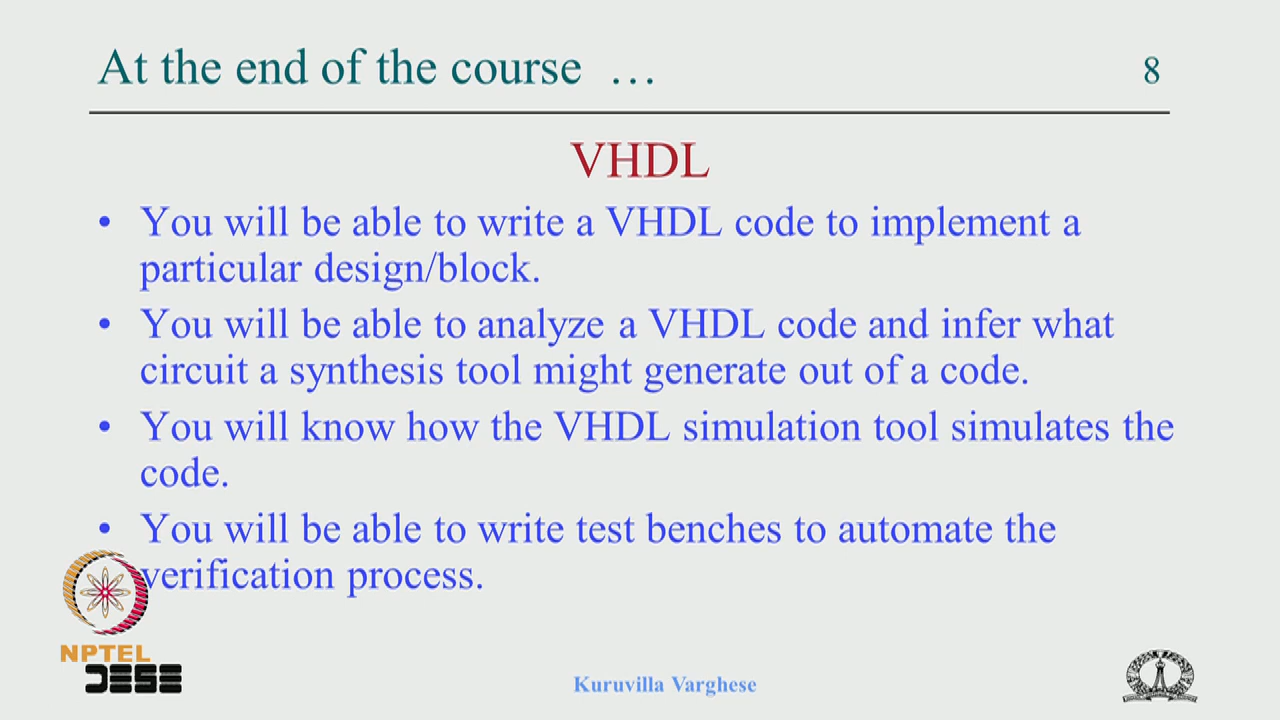 At the end of the course …
8
VHDL
• You will be able to write a VHDL code to implement a
particular design/block.
• You will be able to analyze a VHDL code and infer what
circuit a synthesis tool might generate out of a code.
• You will know how the VHDL simulation tool simulates the
code.
• You will be able to write test benches to automate the
verification process.
NPTEL
DESE
Kuruvilla Varghese